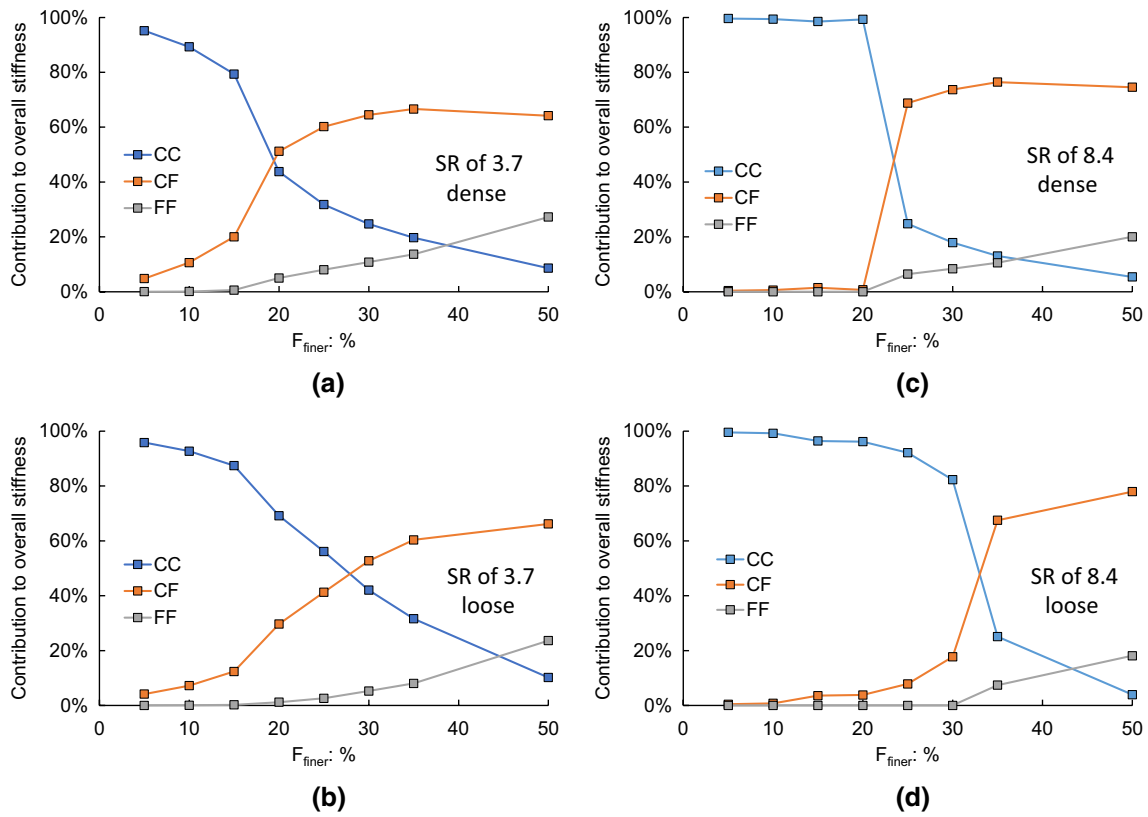 100%
80%
60%
40%
20%
0%
Contribution to overall stiffness
CC
CF
FF
SR of 3.7
dense
0
10
20
30
40
50
F_finer: %
(a)
100%
80%
60%
40%
20%
0%
Contribution to overall stiffness
CC
CF
FF
SR of 8.4
dense
0
10
20
30
40
50
F_finer: %
(c)
100%
80%
60%
40%
20%
0%
Contribution to overall stiffness
CC
CF
FF
SR of 3.7
loose
0
10
20
30
40
50
F_finer: %
(b)
100%
80%
60%
40%
20%
0%
Contribution to overall stiffness
CC
CF
FF
SR of 8.4
loose
0
10
20
30
40
50
F_finer: %
(d)